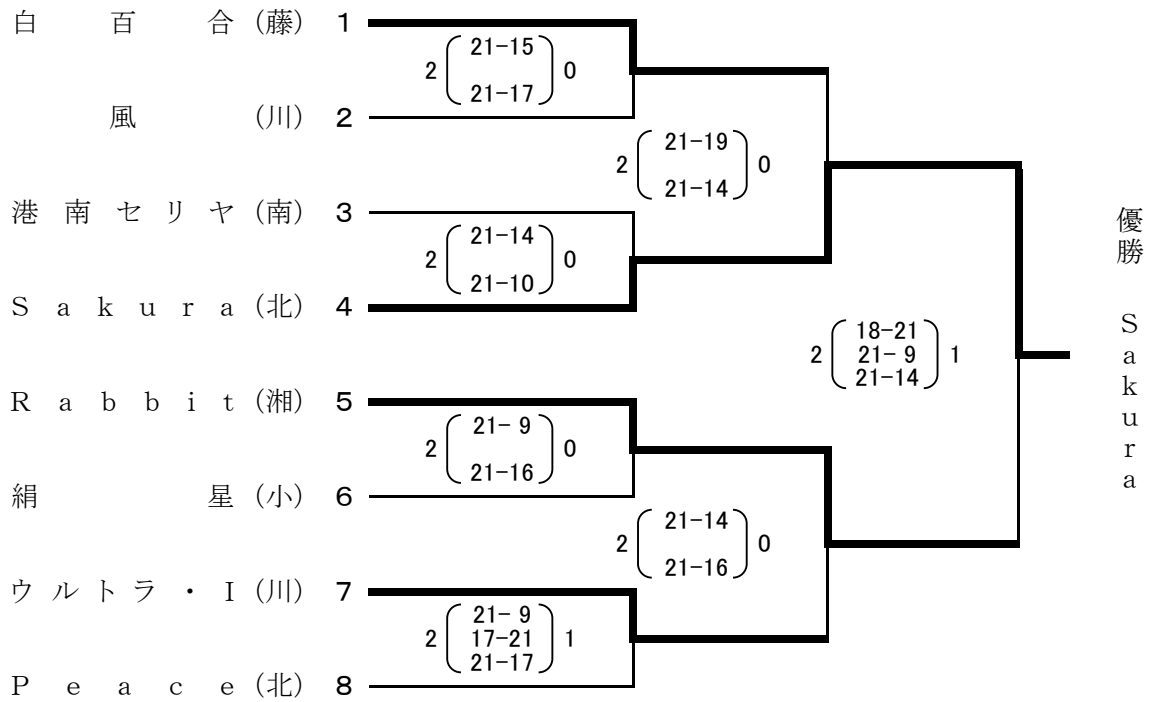 白百合(藤) 1
2 21-15 0
21-17
風(川) 2
2 21-19 0
21-14
港南セリヤ(南) 3
2 21-14 0
21-10
Sakura(北) 4
2 18-21 1
21- 9
21-14
優勝 Sakura
Rabbit(湘) 5
2 21- 9 0
21-16
絹星(小) 6
2 21-14 0
21-16
ウルトラ・I(川) 7
2 21- 9 1
17-21
21-17
Peace(北) 8